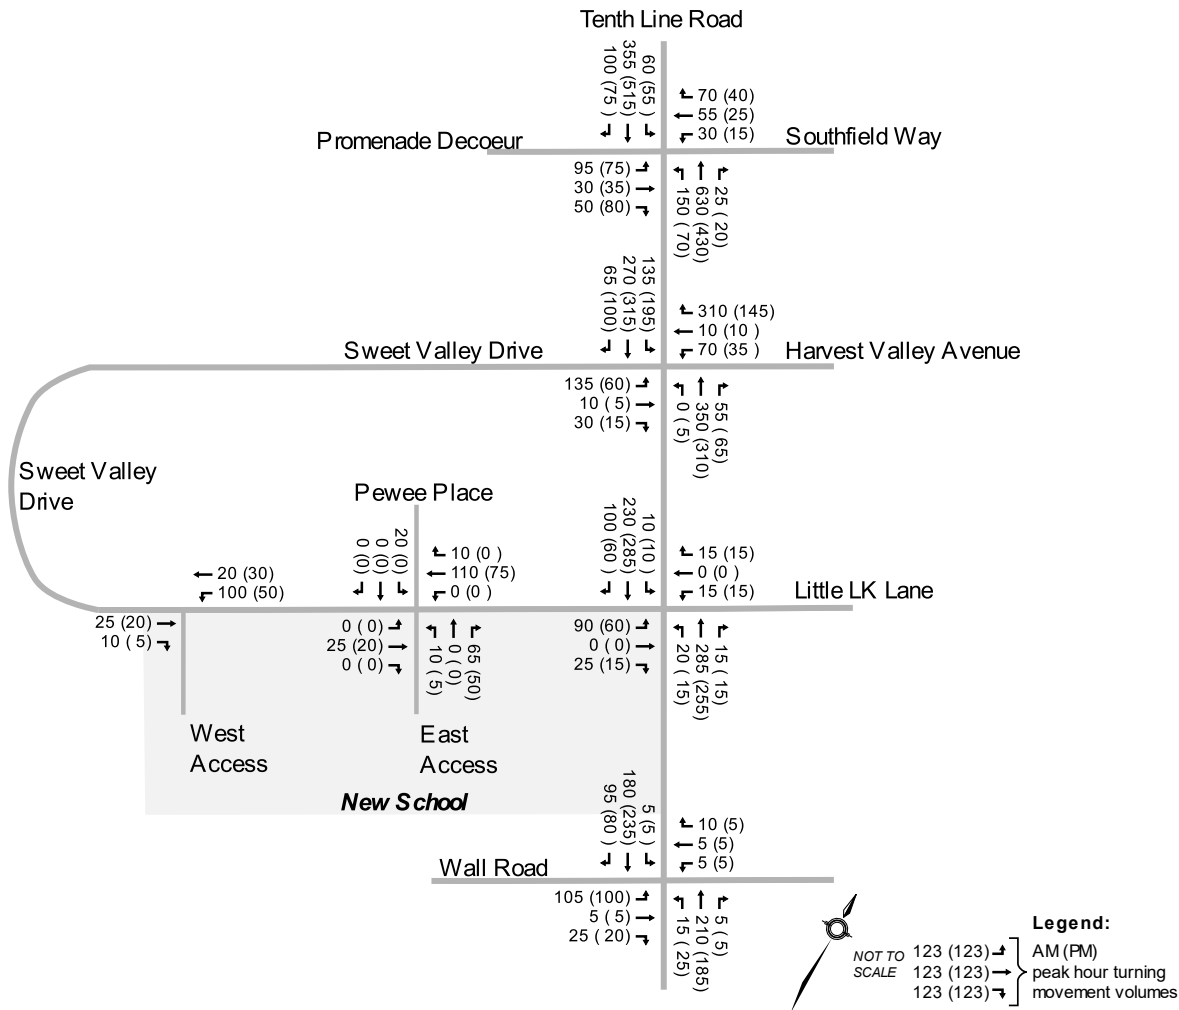 Tenth Line Road
100 (75 )
355 (515)
60 (55 )
70 (40)
55 (25)
30 (15)
Promenade Decoeur
Southfield Way
95 (75)
30 (35)
50 (80)
150 ( 70)
630 (430)
25 ( 20)
65 (100)
270 (315)
135 (195)
310 (145)
10 (10 )
70 (35 )
Sweet Valley Drive
Harvest Valley Avenue
135 (60)
10 ( 5)
30 (15)
0 ( 5)
350 (310)
55 ( 65)
Sweet Valley
Drive
Pewee Place
0 (0)
0 (0)
20 (0)
10 (0 )
110 (75)
0 (0 )
20 (30)
100 (50)
100 (60 )
230 (285)
10 (10 )
15 (15)
0 (0 )
15 (15)
Little LK Lane
25 (20)
10 ( 5)
0 ( 0)
25 (20)
0 ( 0)
10 ( 5)
0 ( 0)
65 (50)
90 (60)
0 ( 0)
25 (15)
20 ( 15)
285 (255)
15 ( 15)
West
Access
East
Access
New School
95 (80 )
180 (235)
5 (5 )
10 (5)
5 (5)
5 (5)
Wall Road
105 (100)
5 ( 5)
25 ( 20)
15 ( 25)
210 (185)
5 ( 5)
NOT TO
SCALE
Legend:
123 (123)
AM (PM)
123 (123)
peak hour turning
123 (123)
movement volumes